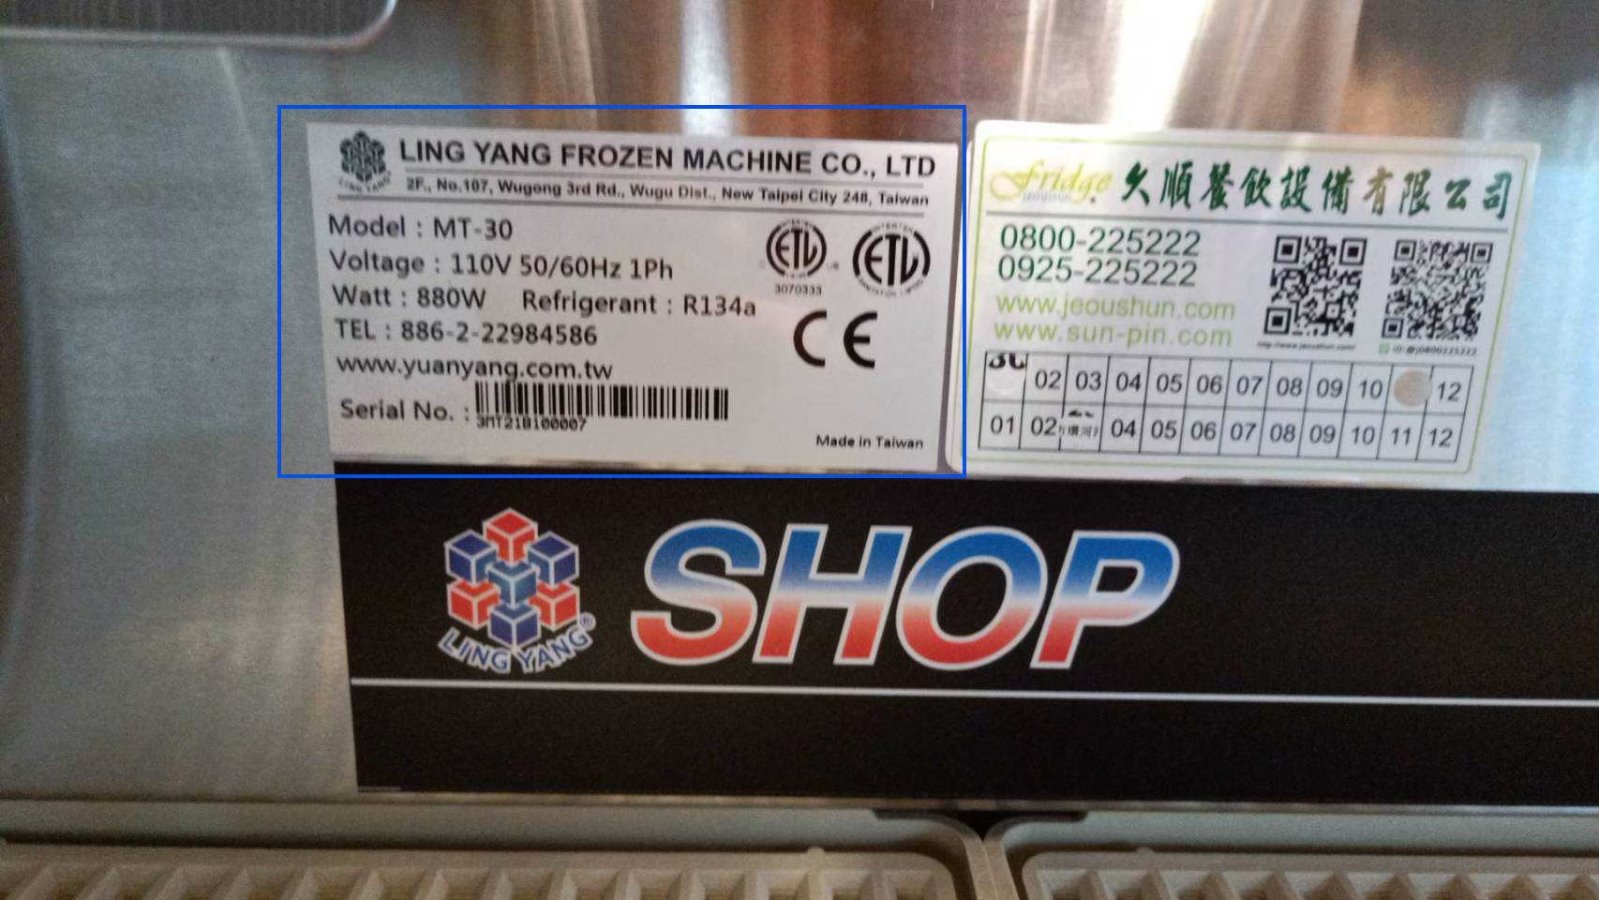 LING YANG FROZEN MACHINE CO., LTD
LING YANG
2F., No.107, Wugong 3rd Rd., Wugu Dist., New Taipei City 248, Taiwan
Model : MT-30
Voltage : 110V 50/60Hz 1Ph
Watt : 880W Refrigerant : R134a
TEL : 886-2-22984586
www.yuanyang.com.tw
Serial No. :
3MT21B100007
ETL
3070333
ETL
CE
Made in Taiwan
fridge 久順餐飲設備有限公司
0800-225222
0925-225222
www.jeoushun.com
www.sun-pin.com
02 03 04 05 06 07 08 09 10 12
01 02 04 05 06 07 08 09 10 11 12
LING YANG®
SHOP